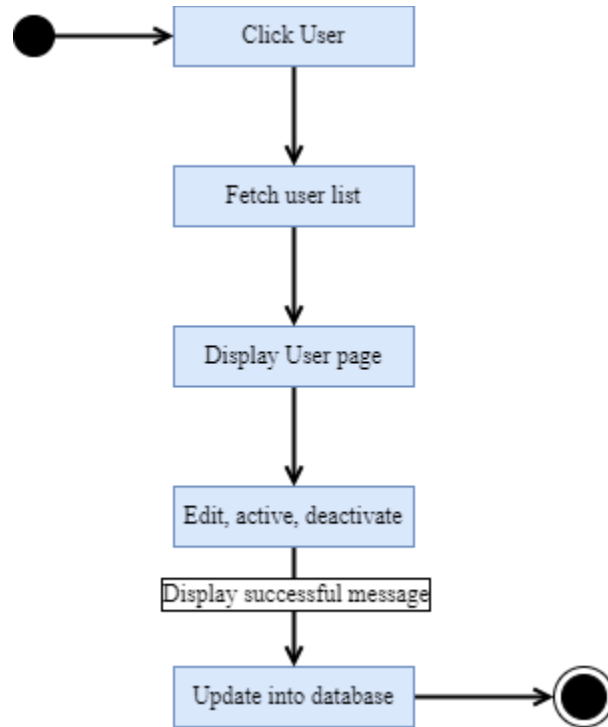 Click User
Fetch user list
Display User page
Edit, active, deactivate
Display successful message
Update into database